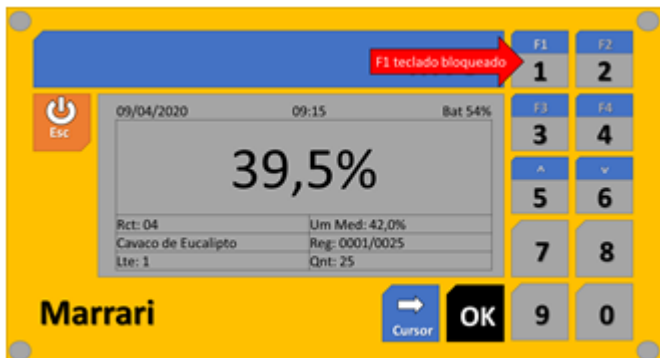 F1 teclado bloqueado
F1
1
F2
2
Esc
09/04/2020 09:15 Bat 54%
39,5%
Rct: 04 Um Med: 42,0%
Cavaco de Eucalipto Reg: 0001/0025
Lte: 1 Qnt: 25
F3
3
F4
4
^
5
v
6
7
8
Marrari
Cursor
OK
9
0